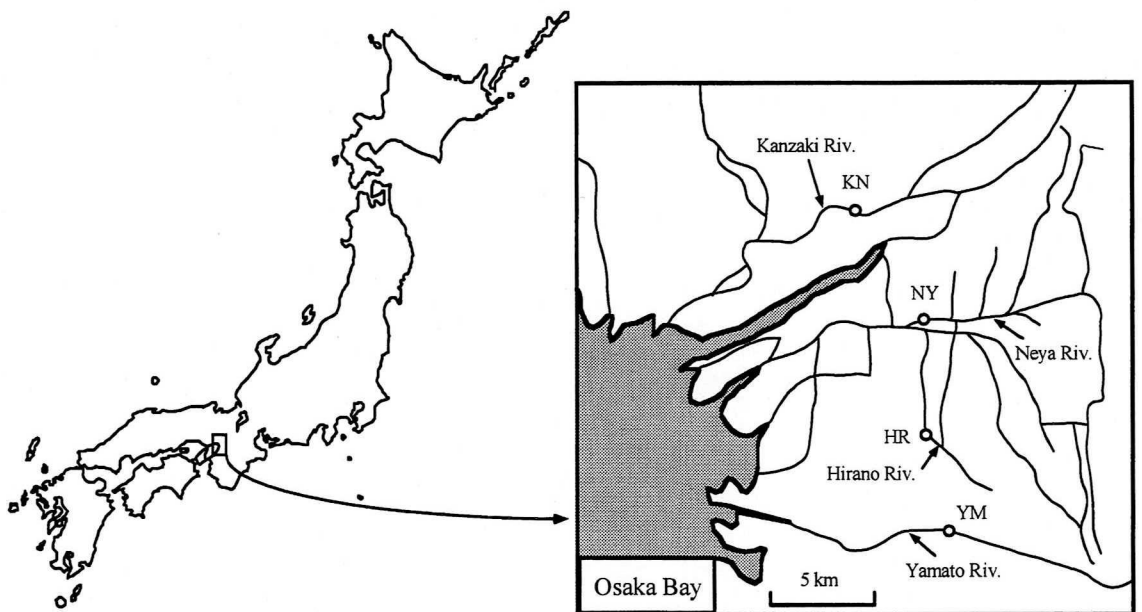 Kanzaki Riv.
KN
NY
Neya Riv.
HR
Hirano Riv.
YM
Yamato Riv.
5 km
Osaka Bay